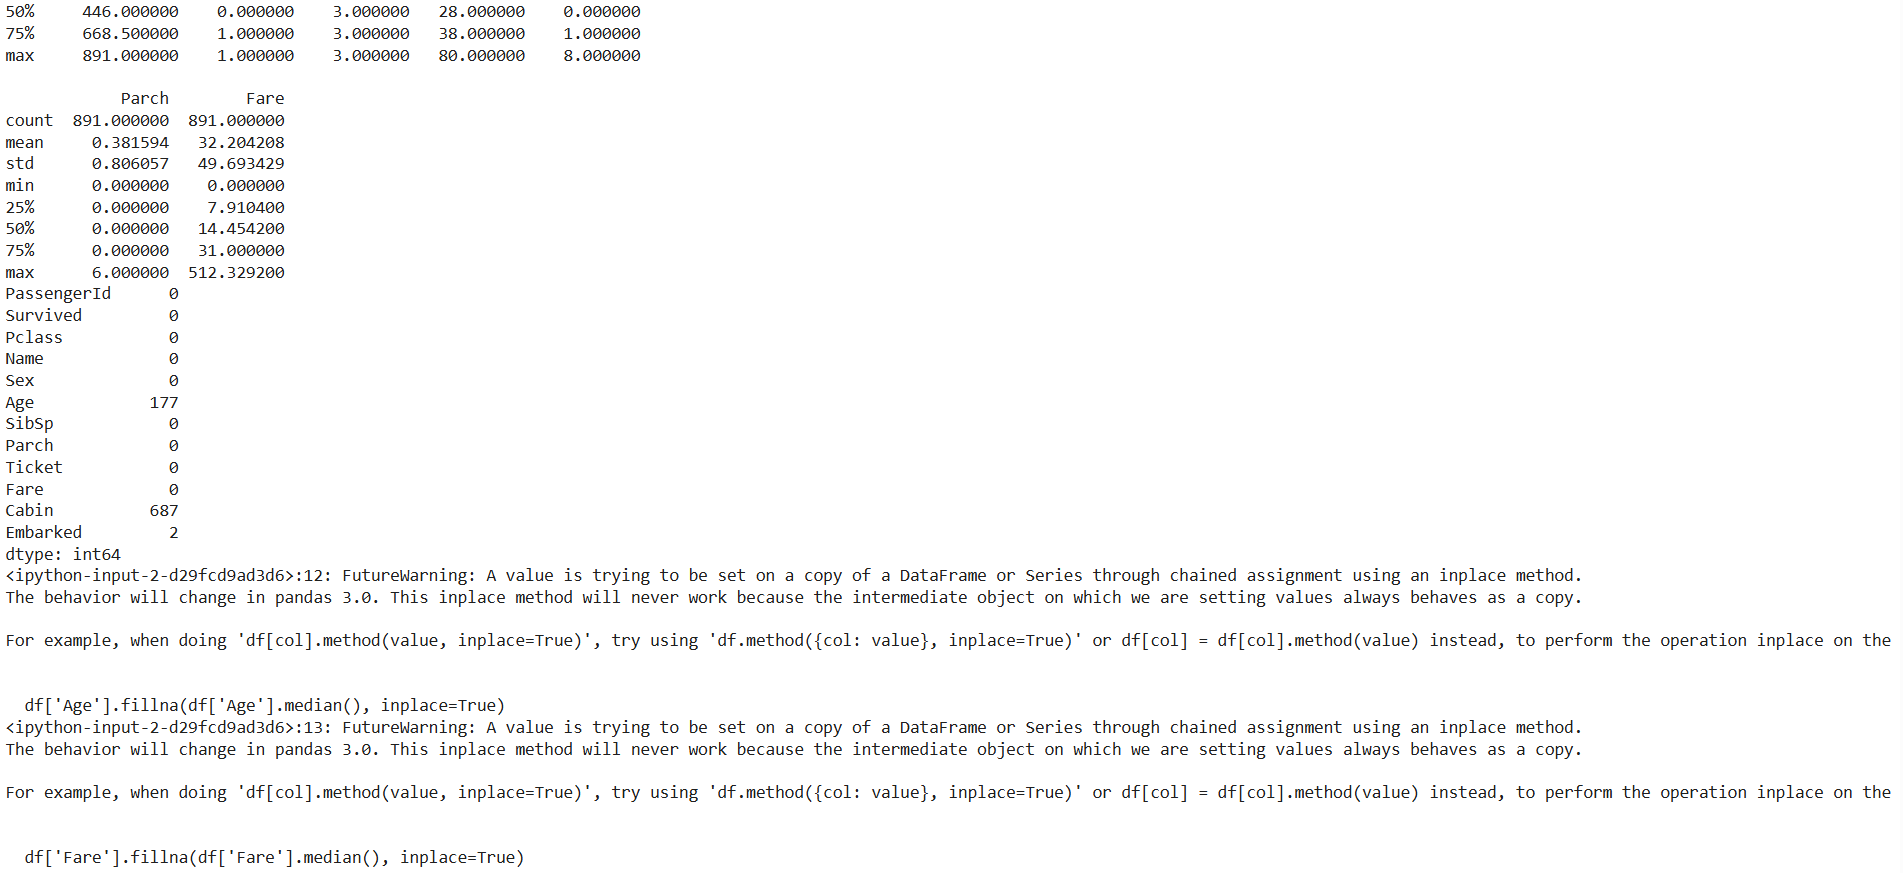 50%     446.000000    0.000000    3.000000   28.000000    0.000000
75%     668.500000    1.000000    3.000000   38.000000    1.000000
max     891.000000    1.000000    3.000000   80.000000    8.000000
            Parch        Fare
count  891.000000  891.000000
mean     0.381594   32.204208
std      0.806057   49.693429
min      0.000000    0.000000
25%      0.000000    7.910400
50%      0.000000   14.454200
75%      0.000000   31.000000
max      6.000000  512.329200
PassengerId      0
Survived         0
Pclass           0
Name             0
Sex              0
Age            177
SibSp            0
Parch            0
Ticket           0
Fare             0
Cabin          687
Embarked         2
dtype: int64
<ipython-input-2-d29fcd9ad3d6>:12: FutureWarning: A value is trying to be set on a copy of a DataFrame or Series through chained assignment using an inplace method.
The behavior will change in pandas 3.0. This inplace method will never work because the intermediate object on which we are setting values always behaves as a copy.
For example, when doing 'df[col].method(value, inplace=True)', try using 'df.method({col: value}, inplace=True)' or df[col] = df[col].method(value) instead, to perform the operation inplace on the
  df['Age'].fillna(df['Age'].median(), inplace=True)
<ipython-input-2-d29fcd9ad3d6>:13: FutureWarning: A value is trying to be set on a copy of a DataFrame or Series through chained assignment using an inplace method.
The behavior will change in pandas 3.0. This inplace method will never work because the intermediate object on which we are setting values always behaves as a copy.
For example, when doing 'df[col].method(value, inplace=True)', try using 'df.method({col: value}, inplace=True)' or df[col] = df[col].method(value) instead, to perform the operation inplace on the
  df['Fare'].fillna(df['Fare'].median(), inplace=True)